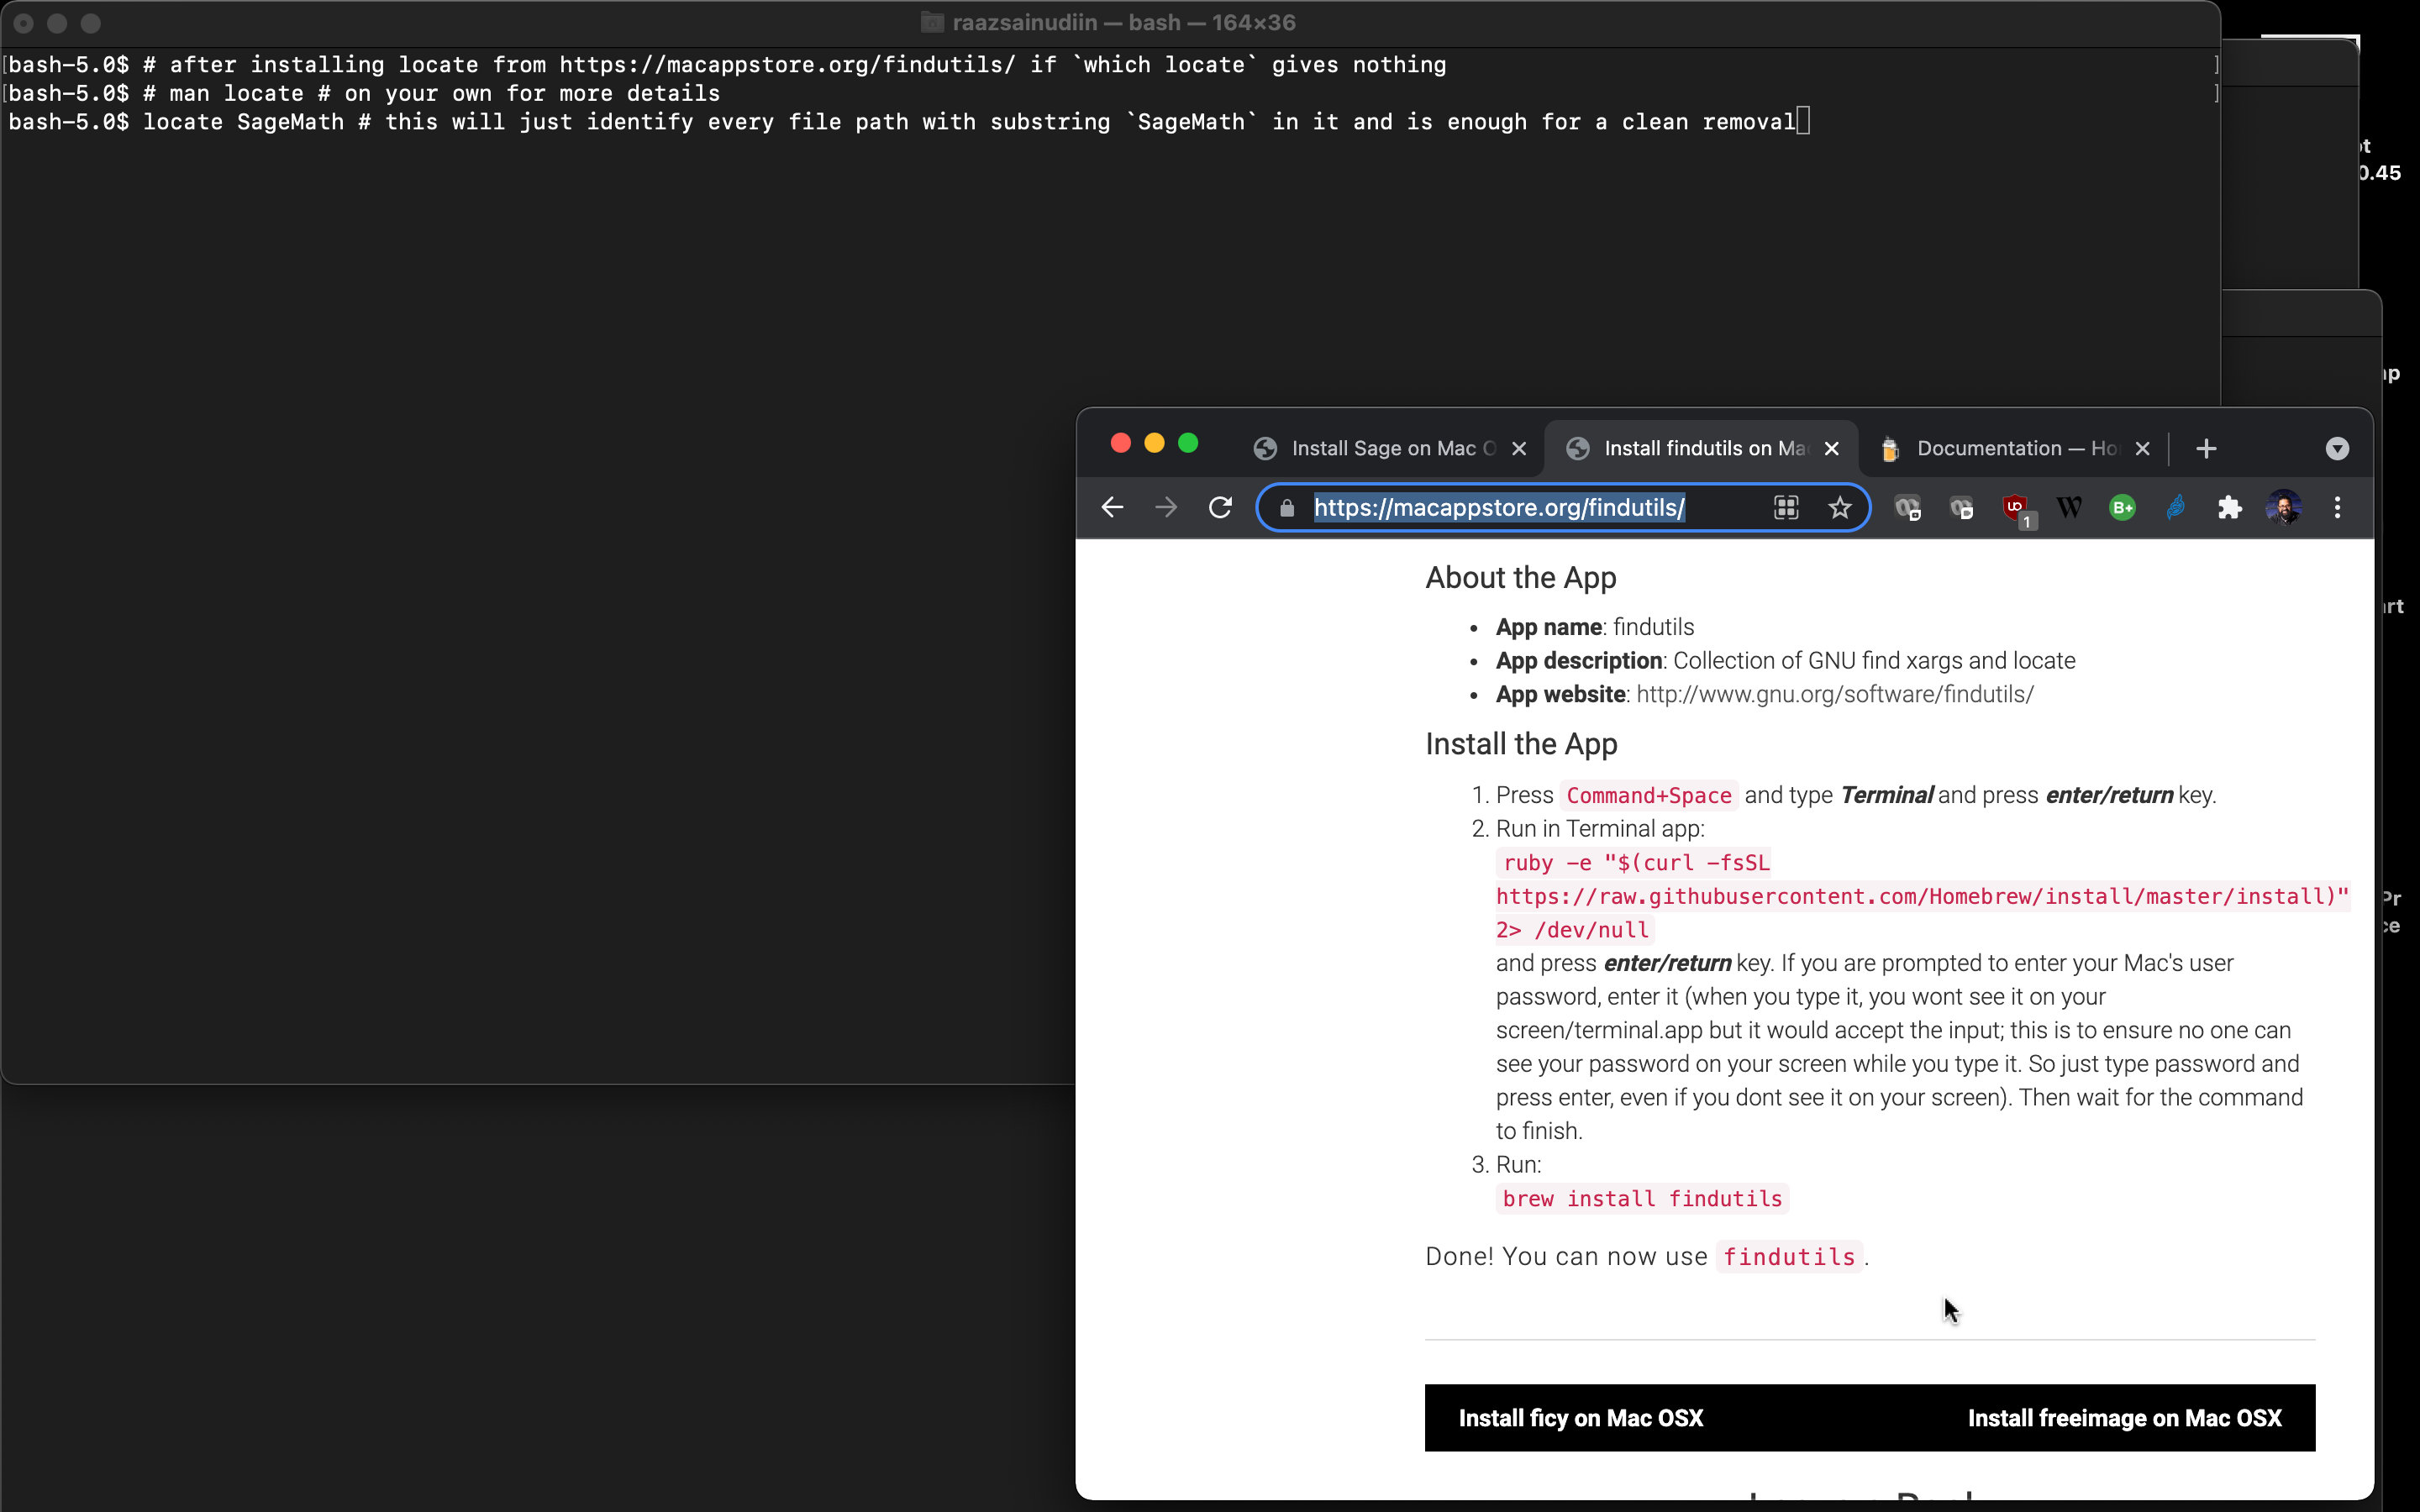 raazsainudiin — bash — 164×36
bash-5.0$ # after installing locate from https://macappstore.org/findutils/ if `which locate` gives nothing
bash-5.0$ # man locate # on your own for more details
bash-5.0$ locate SageMath # this will just identify every file path with substring `SageMath` in it and is enough for a clean removal
0.45
Install Sage on Mac O
Install findutils on Ma
Documentation — Ho
https://macappstore.org/findutils/
1
W
B+
About the App
• App name: findutils
• App description: Collection of GNU find xargs and locate
• App website: http://www.gnu.org/software/findutils/
Install the App
1. Press Command+Space and type Terminal and press enter/return key.
2. Run in Terminal app:
ruby -e "$(curl -fsSL
https://raw.githubusercontent.com/Homebrew/install/master/install)"
2> /dev/null
and press enter/return key. If you are prompted to enter your Mac's user
password, enter it (when you type it, you wont see it on your
screen/terminal.app but it would accept the input; this is to ensure no one can
see your password on your screen while you type it. So just type password and
press enter, even if you dont see it on your screen). Then wait for the command
to finish.
3. Run:
brew install findutils
Done! You can now use findutils.
Install ficy on Mac OSX
Install freeimage on Mac OSX